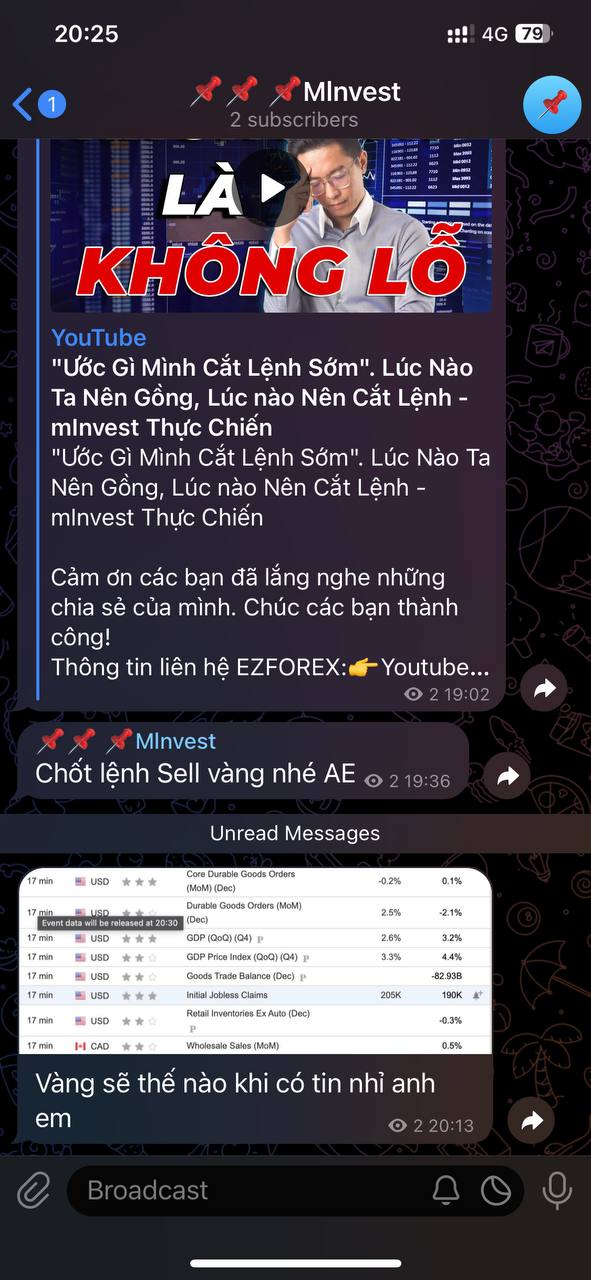 20:25
4G 79
1
📌📌📌MInvest
2 subscribers
LÀ
KHÔNG LỖ
YouTube
"Ước Gì Mình Cắt Lệnh Sớm". Lúc Nào
Ta Nên Gồng, Lúc nào Nên Cắt Lệnh -
mInvest Thực Chiến
"Ước Gì Mình Cắt Lệnh Sớm". Lúc Nào Ta
Nên Gồng, Lúc nào Nên Cắt Lệnh -
mInvest Thực Chiến
Cảm ơn các bạn đã lắng nghe những
chia sẻ của mình. Chúc các bạn thành
công!
Thông tin liên hệ EZFOREX:👉Youtube...
2 19:02
📌📌📌MInvest
Chốt lệnh Sell vàng nhé AE 2 19:36
Unread Messages
17 min USD Core Durable Goods Orders
(MoM) (Dec) -0.2% 0.1%
17 min USD Durable Goods Orders (MoM)
(Dec) 2.5% -2.1%
Event data will be released at 20:30
17 min USD GDP (QoQ) (Q4) P 2.6% 3.2%
17 min USD GDP Price Index (QoQ) (Q4) P 3.3% 4.4%
17 min USD Goods Trade Balance (Dec) P -82.93B
17 min USD Initial Jobless Claims 205K 190K
17 min USD Retail Inventories Ex Auto (Dec)
P -0.3%
17 min CAD Wholesale Sales (MoM) 0.5%
Vàng sẽ thế nào khi có tin nhỉ anh
em
2 20:13
Broadcast